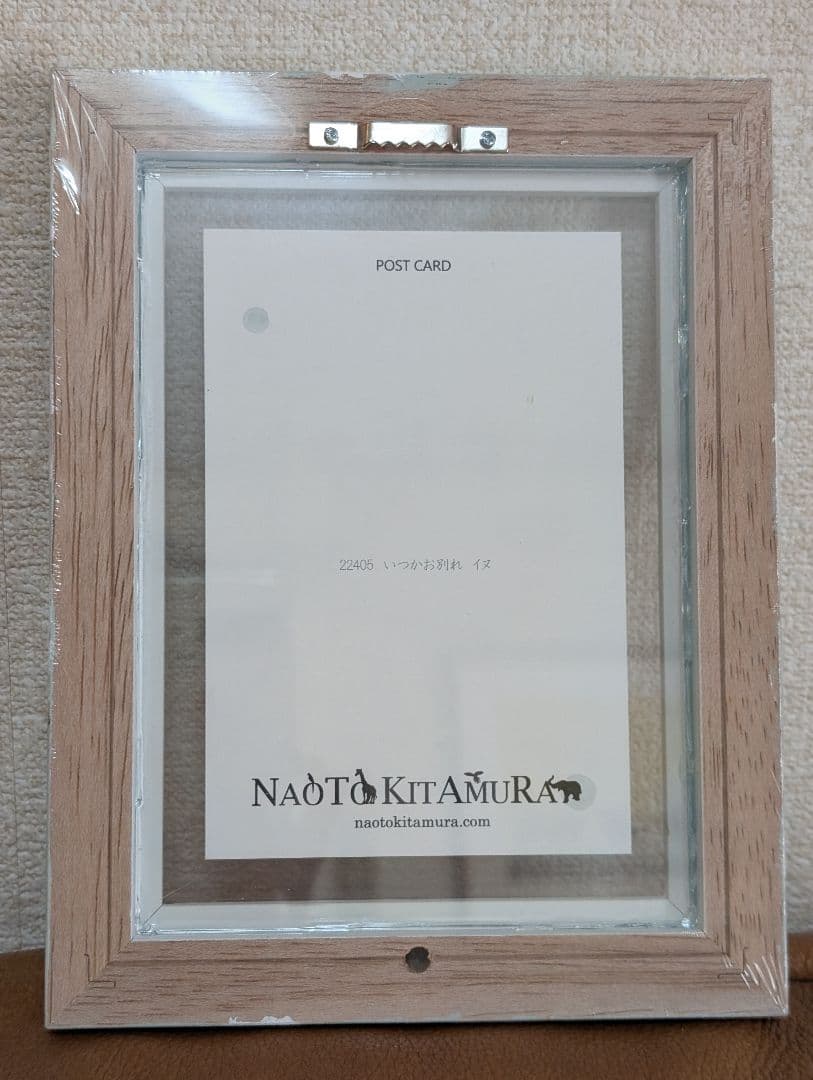 POST CARD
22405 いつかお別れ イヌ
NAOTO KITAMURA
naotokitamura.com